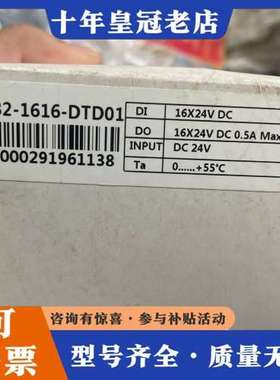 十年皇冠老店
32-1616-DTD01
000291961138
DI 16X24V DC
DO 16X24V DC 0.5A Max
INPUT DC 24V
Ta 0......+55℃
咨询有惊喜·参与补贴活动
票 型号齐全·质量无